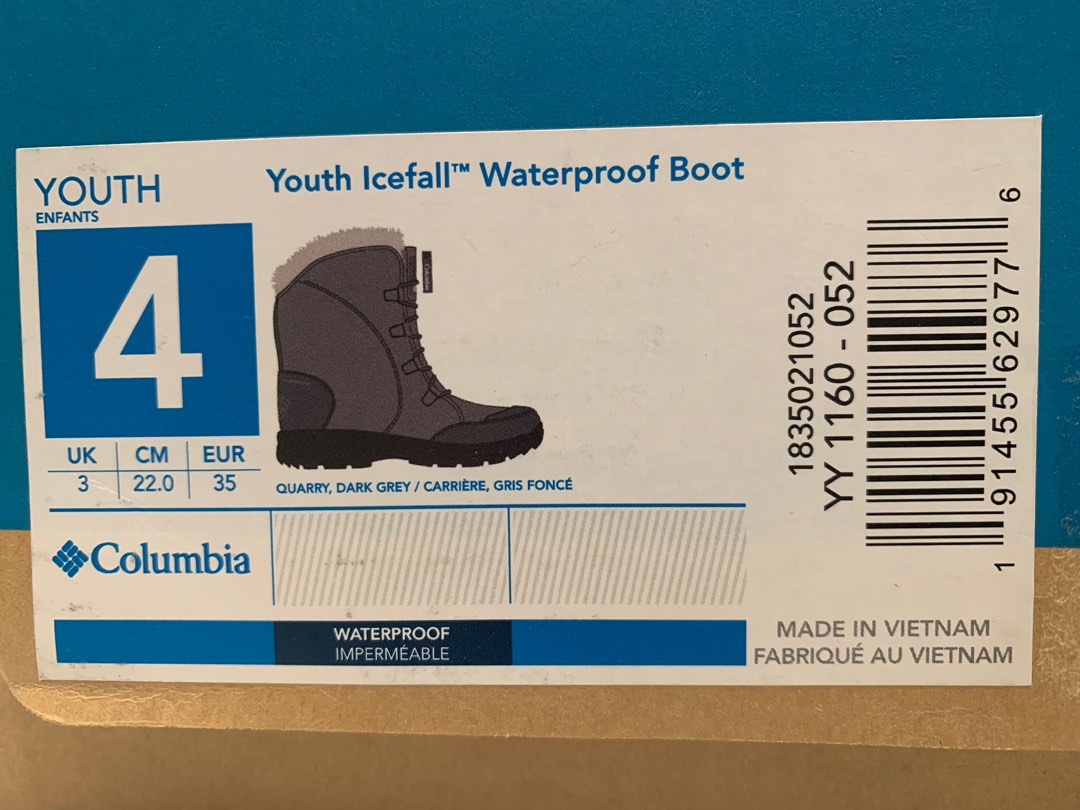 YOUTH
ENFANTS
4
UK CM EUR
3 22.0 35
Youth Icefall™ Waterproof Boot
Columbia
QUARRY, DARK GREY / CARRIÈRE, GRIS FONCÉ
Columbia
WATERPROOF
IMPERMÉABLE
1835021052
YY 1160 - 052
1 91455 62977 6
MADE IN VIETNAM
FABRIQUÉ AU VIETNAM